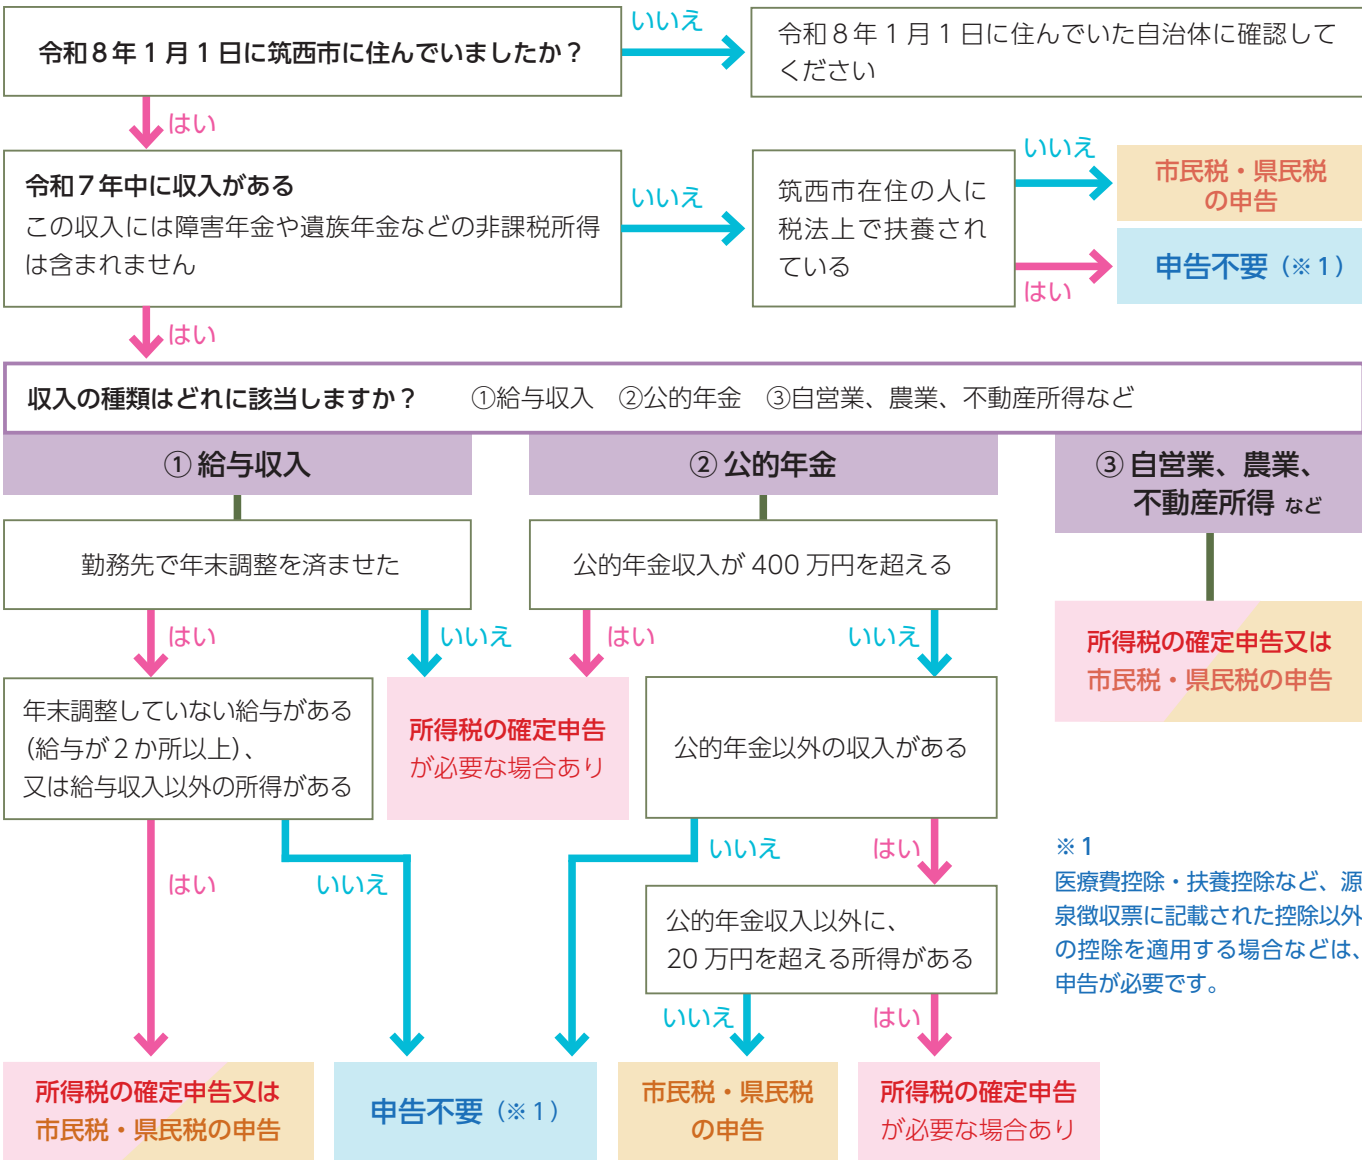 令和８年１月１日に筑西市に住んでいましたか？
いいえ
令和８年１月１日に住んでいた自治体に確認して
ください
はい
令和７年中に収入がある
この収入には障害年金や遺族年金などの非課税所得
は含まれません
いいえ
筑西市在住の人に
税法上で扶養され
ている
いいえ
市民税・県民税
の申告
はい
申告不要（※１）
はい
収入の種類はどれに該当しますか？　①給与収入　②公的年金　③自営業、農業、不動産所得など
① 給与収入
② 公的年金
③ 自営業、農業、
不動産所得 など
勤務先で年末調整を済ませた
公的年金収入が 400 万円を超える
はい
いいえ
はい
いいえ
所得税の確定申告又は
市民税・県民税の申告
年末調整していない給与がある
（給与が２か所以上）、
又は給与収入以外の所得がある
所得税の確定申告
が必要な場合あり
公的年金以外の収入がある
はい
いいえ
いいえ
はい
※１
医療費控除・扶養控除など、源
泉徴収票に記載された控除以外
の控除を適用する場合などは、
申告が必要です。
公的年金収入以外に、
20 万円を超える所得がある
いいえ
はい
所得税の確定申告又は
市民税・県民税の申告
申告不要（※１）
市民税・県民税
の申告
所得税の確定申告
が必要な場合あり